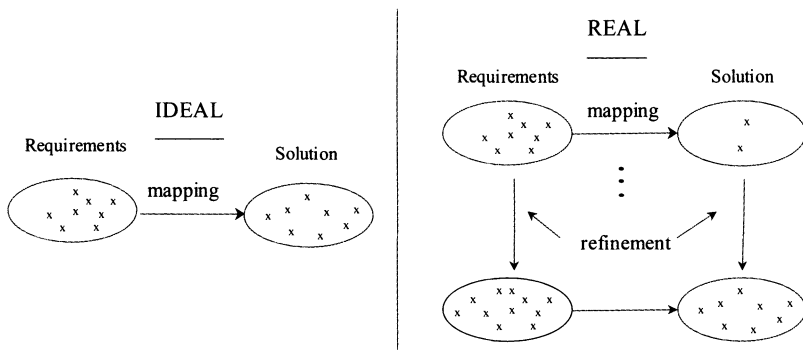 IDEAL
Requirements
Solution
mapping
x x x x x x x x
x x x x x x x x
REAL
Requirements
Solution
mapping
x x x x x x x x
x x
refinement
x x x x x x x x x x x
x x x x x x x x